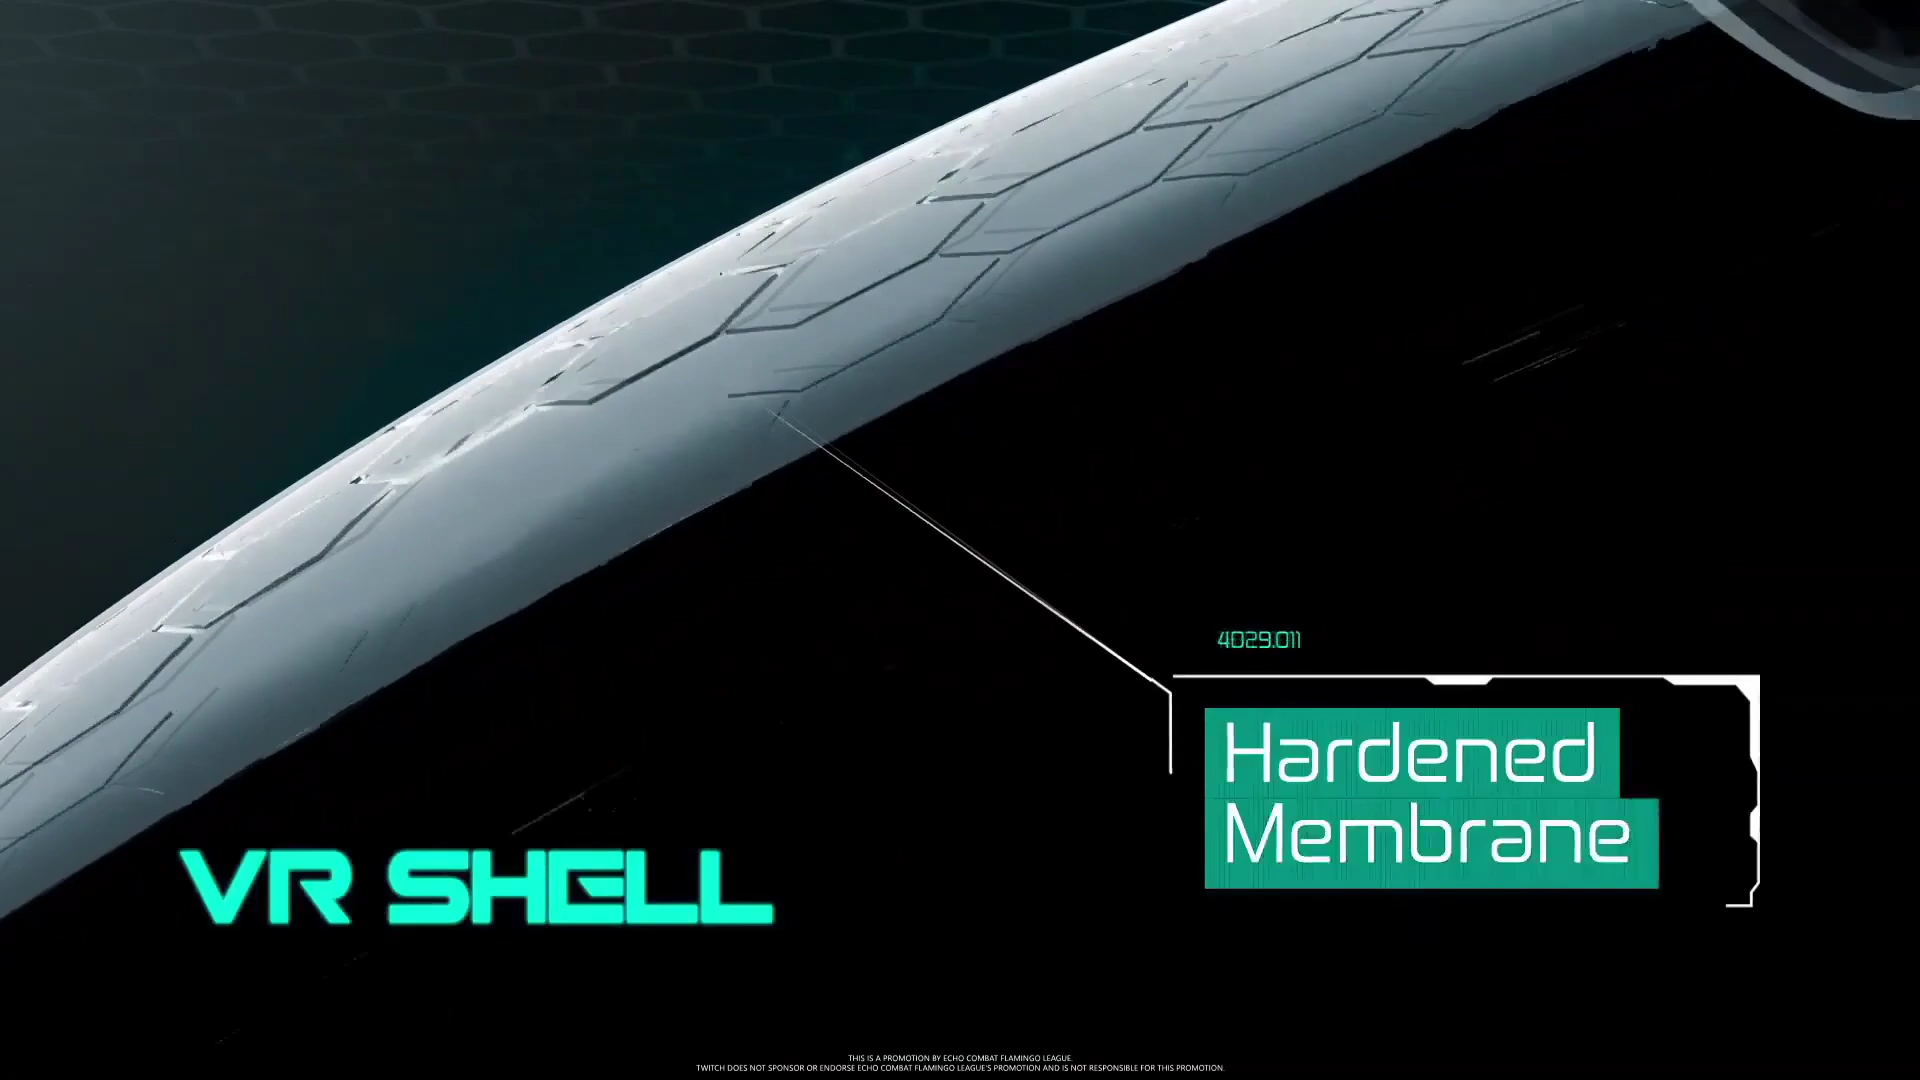 4029.011
Hardened
Membrane
VR SHELL
THIS IS A PROMOTION BY ECHO COMBAT FLAMINGO LEAGUE.
TWITCH DOES NOT SPONSOR OR ENDORSE ECHO COMBAT FLAMINGO LEAGUE'S PROMOTION AND IS NOT RESPONSIBLE FOR THIS PROMOTION.